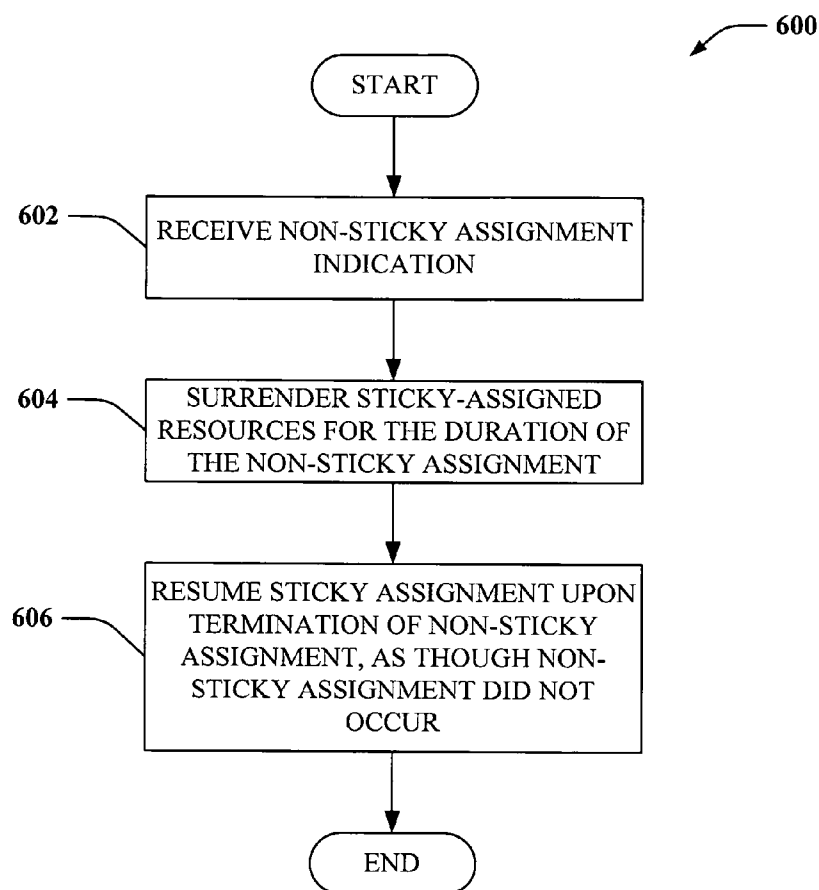 600
START
602
RECEIVE NON-STICKY ASSIGNMENT
INDICATION
604
SURRENDER STICKY-ASSIGNED
RESOURCES FOR THE DURATION OF
THE NON-STICKY ASSIGNMENT
606
RESUME STICKY ASSIGNMENT UPON
TERMINATION OF NON-STICKY
ASSIGNMENT, AS THOUGH NON-
STICKY ASSIGNMENT DID NOT
OCCUR
END